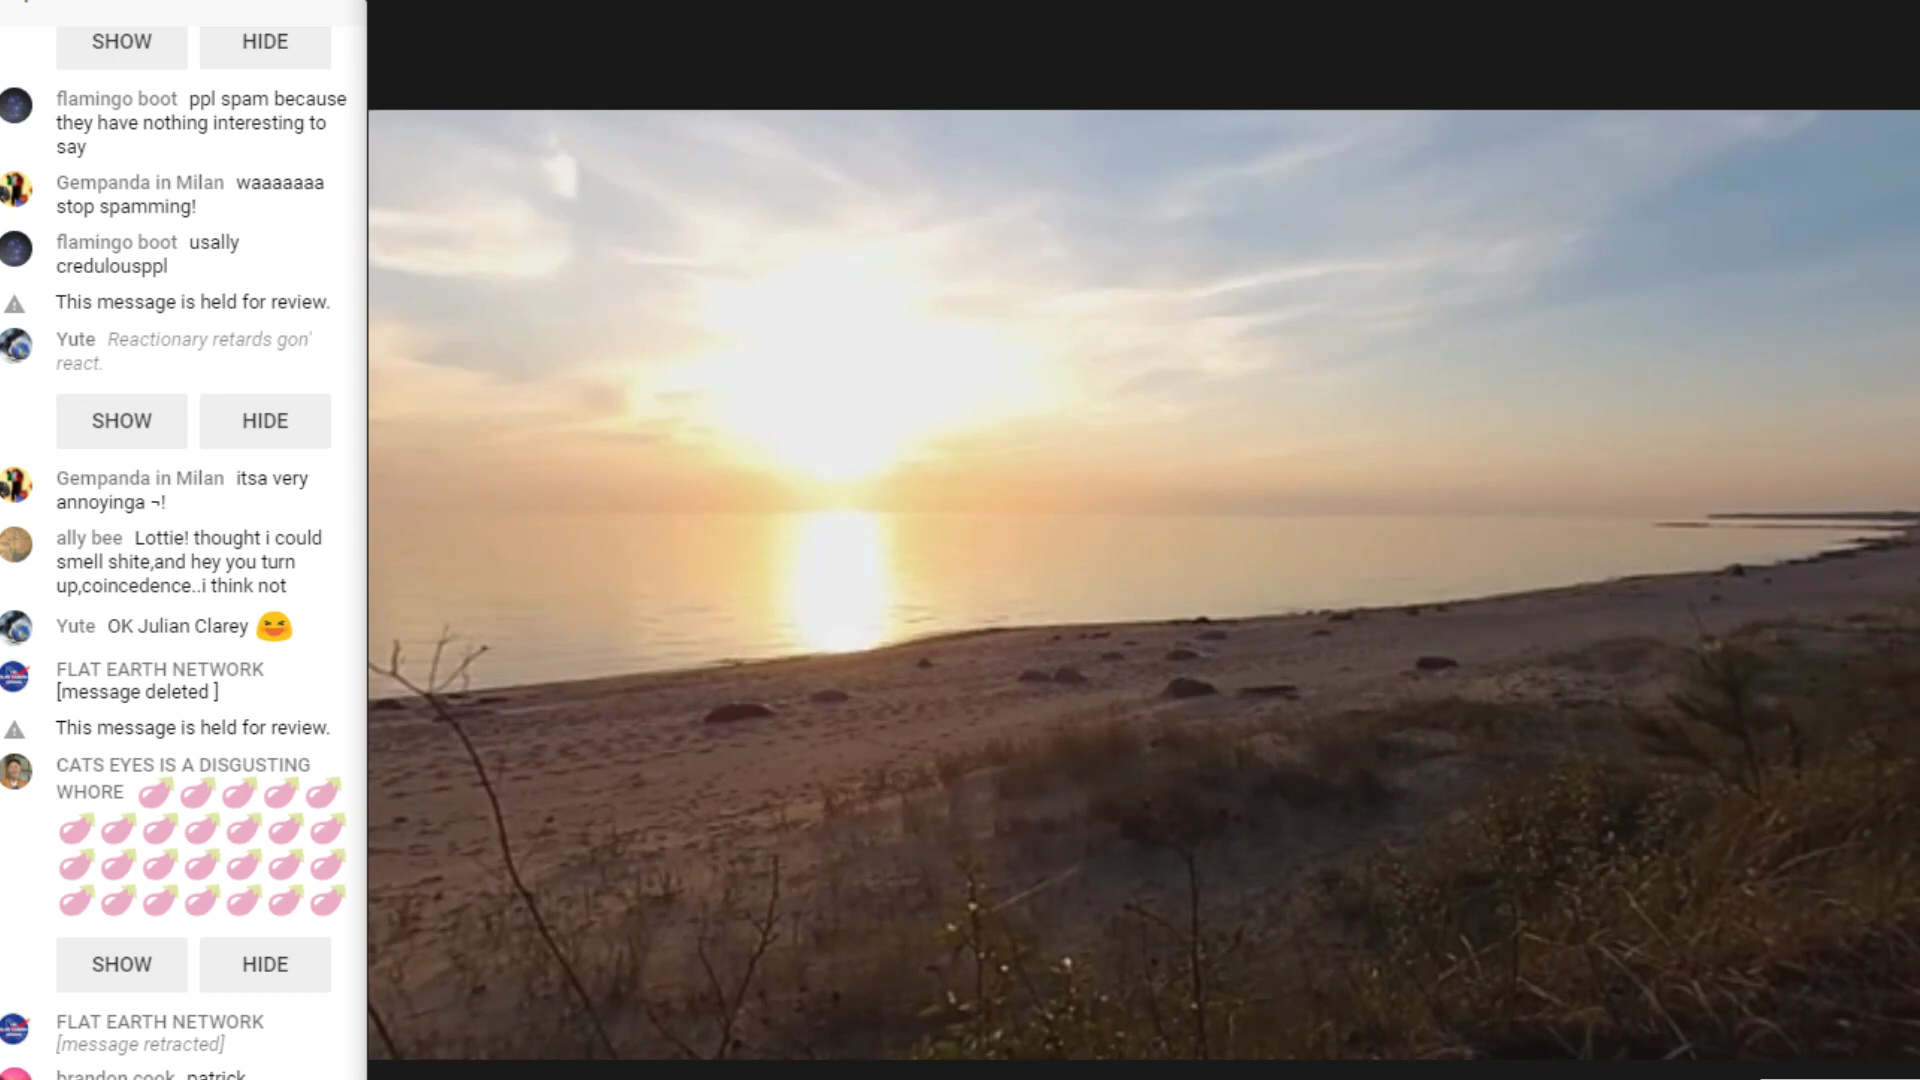 SHOW HIDE
flamingo boot ppl spam because
they have nothing interesting to
say
Gempanda in Milan waaaaaaa
stop spamming!
flamingo boot usally
credulousppl
This message is held for review.
Yute Reactionary retards gon'
react.
SHOW HIDE
Gempanda in Milan itsa very
annoyinga ¬!
ally bee Lottie! thought i could
smell shite,and hey you turn
up,coincedence..i think not
Yute OK Julian Clarey
FLAT EARTH NETWORK
[message deleted ]
This message is held for review.
CATS EYES IS A DISGUSTING
WHORE
SHOW HIDE
FLAT EARTH NETWORK
[message retracted]
brandon cook patrick